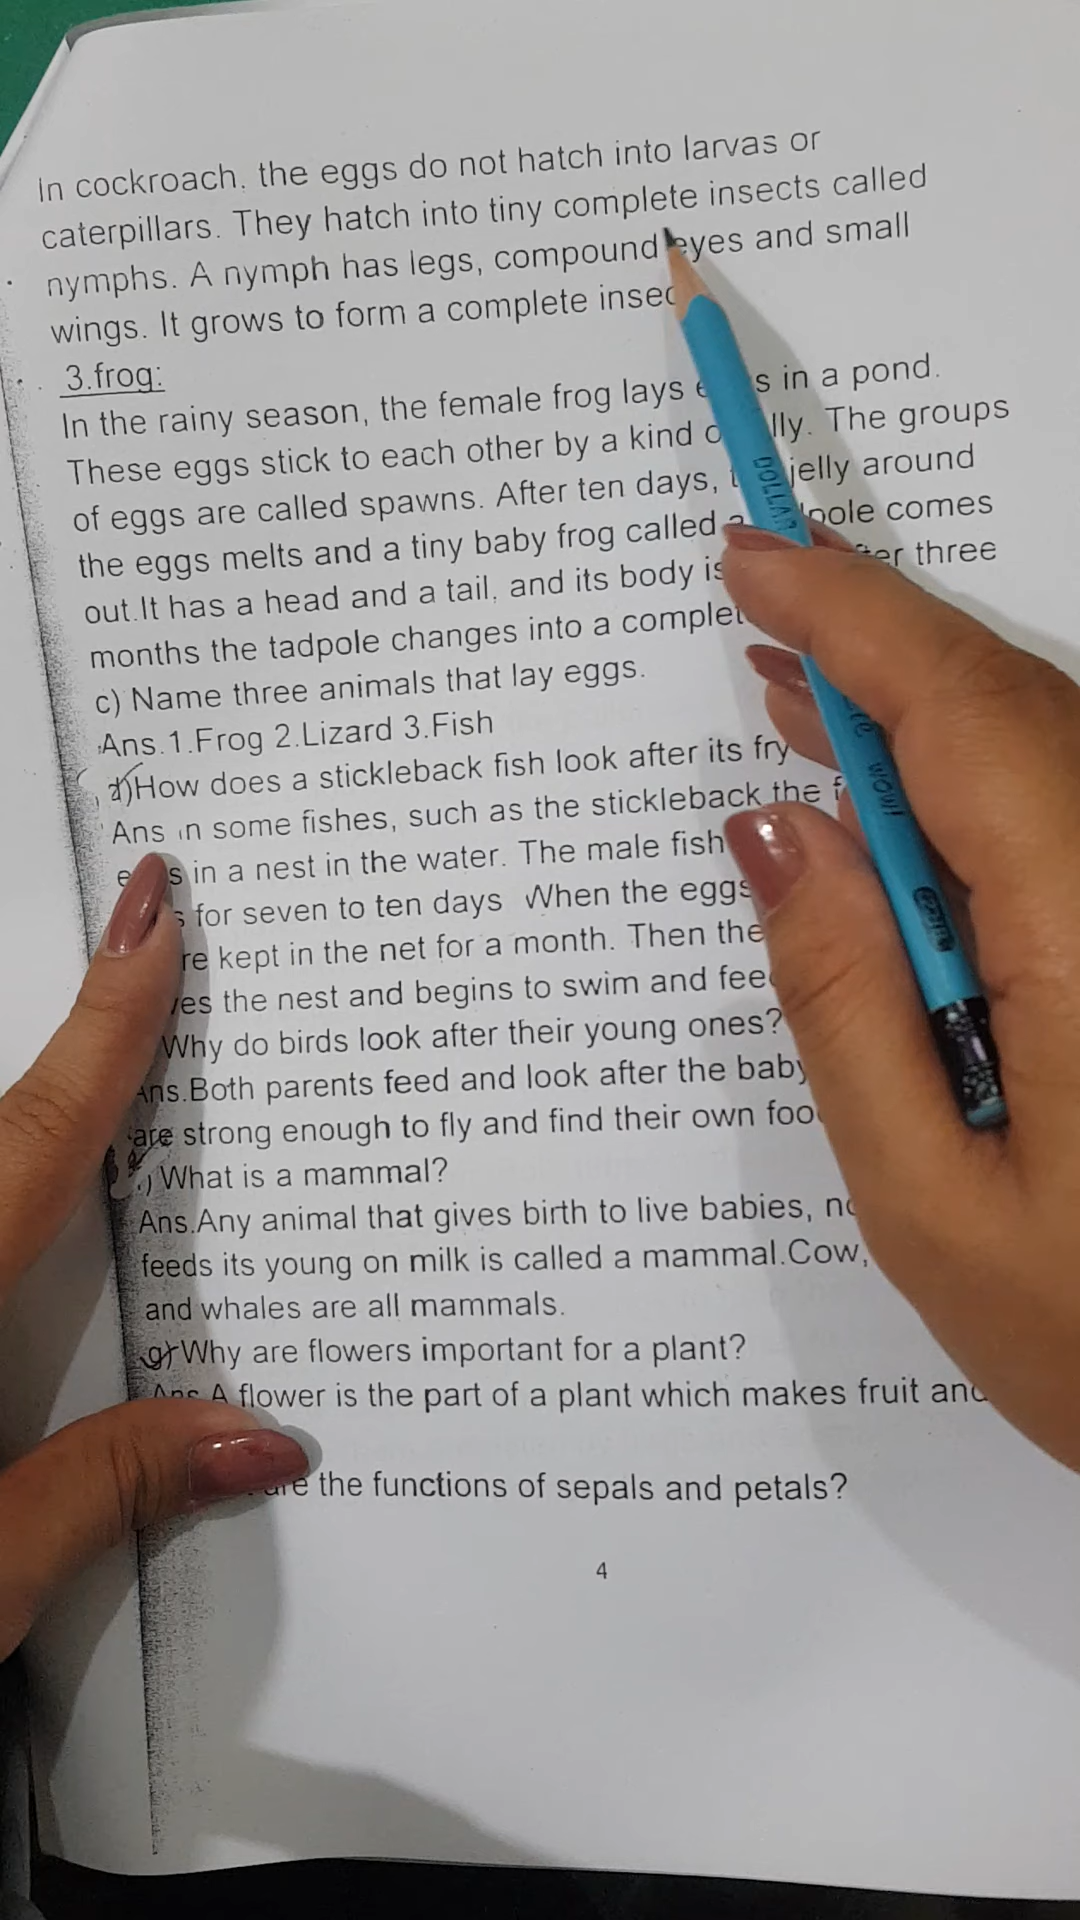 In cockroach. the eggs do not hatch into larvas or
caterpillars. They hatch into tiny complete insects called
nymphs. A nymph has legs, compound eyes and small
wings. It grows to form a complete insec
3.frog:
In the rainy season, the female frog lays s in a pond.
These eggs stick to each other by a kind lly. The groups
of eggs are called spawns. After ten days, jelly around
the eggs melts and a tiny baby frog called comes
out.It has a head and a tail, and its body is three
months the tadpole changes into a complet
c) Name three animals that lay eggs.
Ans.1.Frog 2.Lizard 3.Fish
d)How does a stickleback fish look after its fry
Ans in some fishes, such as the stickleback the
s in a nest in the water. The male fish
s for seven to ten days When the eggs
re kept in the net for a month. Then the
ves the nest and begins to swim and feed
Why do birds look after their young ones?
Ans.Both parents feed and look after the baby
are strong enough to fly and find their own foo
What is a mammal?
Ans.Any animal that gives birth to live babies,
feeds its young on milk is called a mammal.Cow,
and whales are all mammals.
g)Why are flowers important for a plant?
Ans A flower is the part of a plant which makes fruit and
are the functions of sepals and petals?
4
DOLLAR
wow!